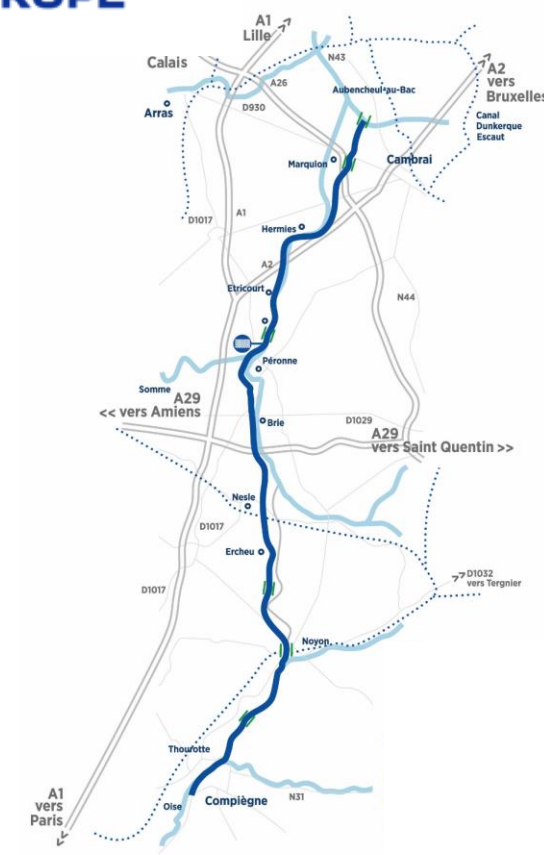 A1
Lille
N43
Calais
A26
A2
vers
Bruxelles
Aubencheul-au-Bac
D930
Arras
Canal
Dunkerque
Escaut
Marquion
Cambrai
D1017
A1
Hermies
A2
Etricourt
N44
Péronne
Somme
A29
<< vers Amiens
D1029
Brie
A29
vers Saint Quentin >>
Nesle
D1017
Ercheu
D1032
vers Tergnier
D1017
Noyon
Thourotte
A1
vers
Paris
Oise
Compiègne
N31